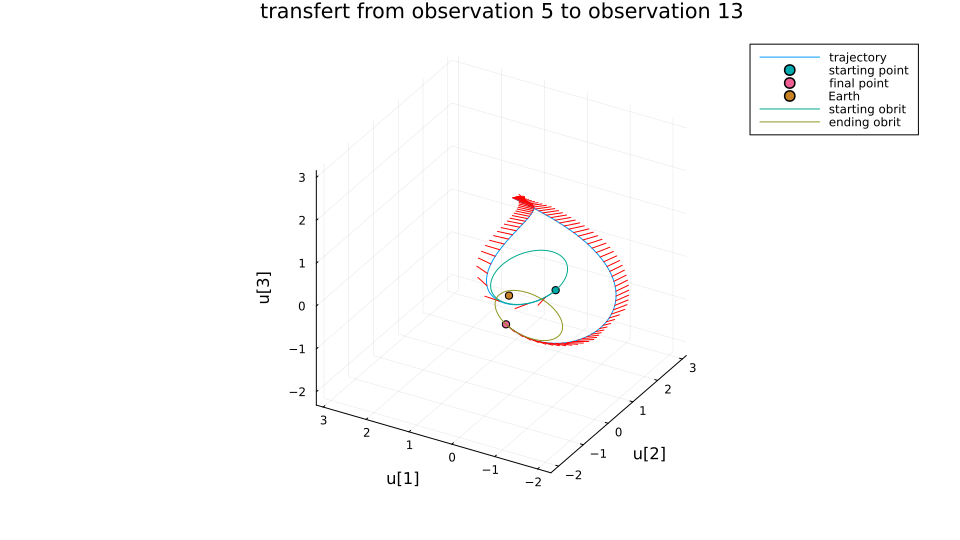 transfert from observation 5 to observation 13
trajectory
starting point
final point
Earth
starting obrit
ending obrit
3
2
1
0
−1
−2
u[3]
3
2
1
0
−1
−2
u[1]
3
2
1
0
−1
−2
u[2]